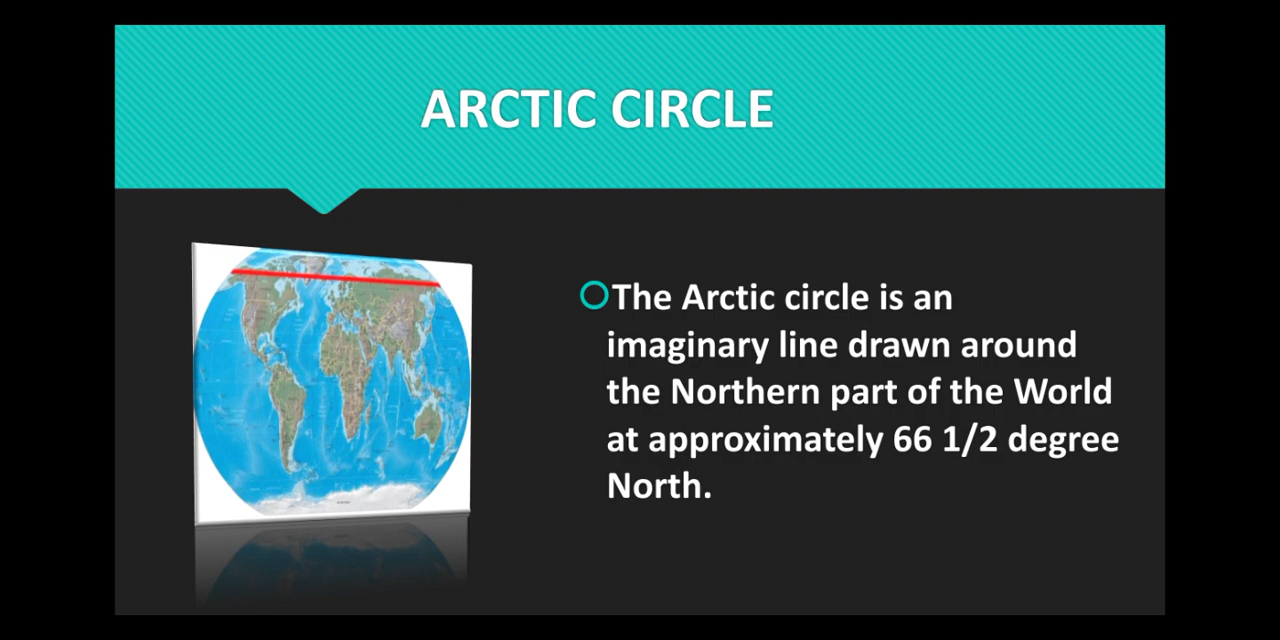 ARCTIC CIRCLE
The Arctic circle is an
imaginary line drawn around
the Northern part of the World
at approximately 66 1/2 degree
North.